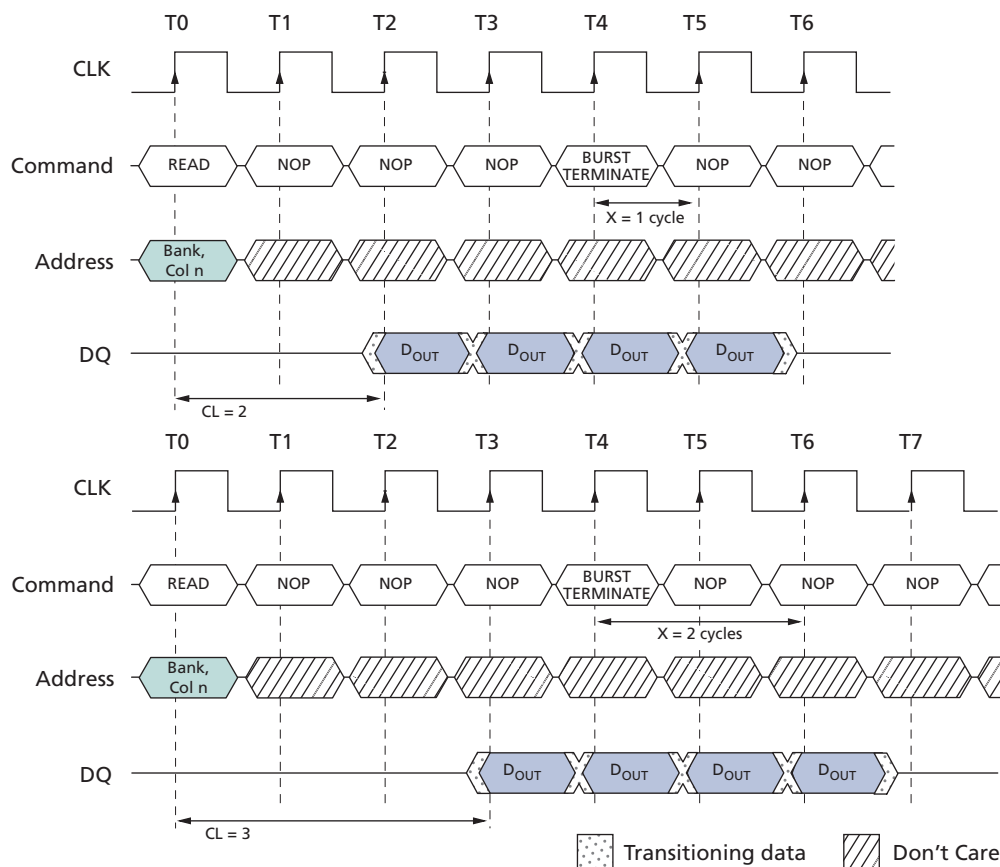 T0 T1 T2 T3 T4 T5 T6
CLK
Command READ NOP NOP NOP BURST TERMINATE NOP NOP
X = 1 cycle
Address Bank, Col n
DQ DOUT DOUT DOUT DOUT
CL = 2
T0 T1 T2 T3 T4 T5 T6 T7
CLK
Command READ NOP NOP NOP BURST TERMINATE NOP NOP NOP
X = 2 cycles
Address Bank, Col n
DQ DOUT DOUT DOUT DOUT
CL = 3
Transitioning data Don't Care